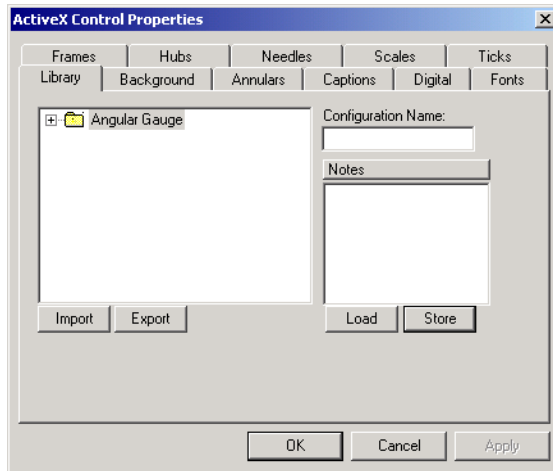 ActiveX Control Properties
Frames Hubs Needles Scales Ticks
Library Background Annulars Captions Digital Fonts
Angular Gauge
Configuration Name:
Notes
Import Export Load Store
OK Cancel Apply